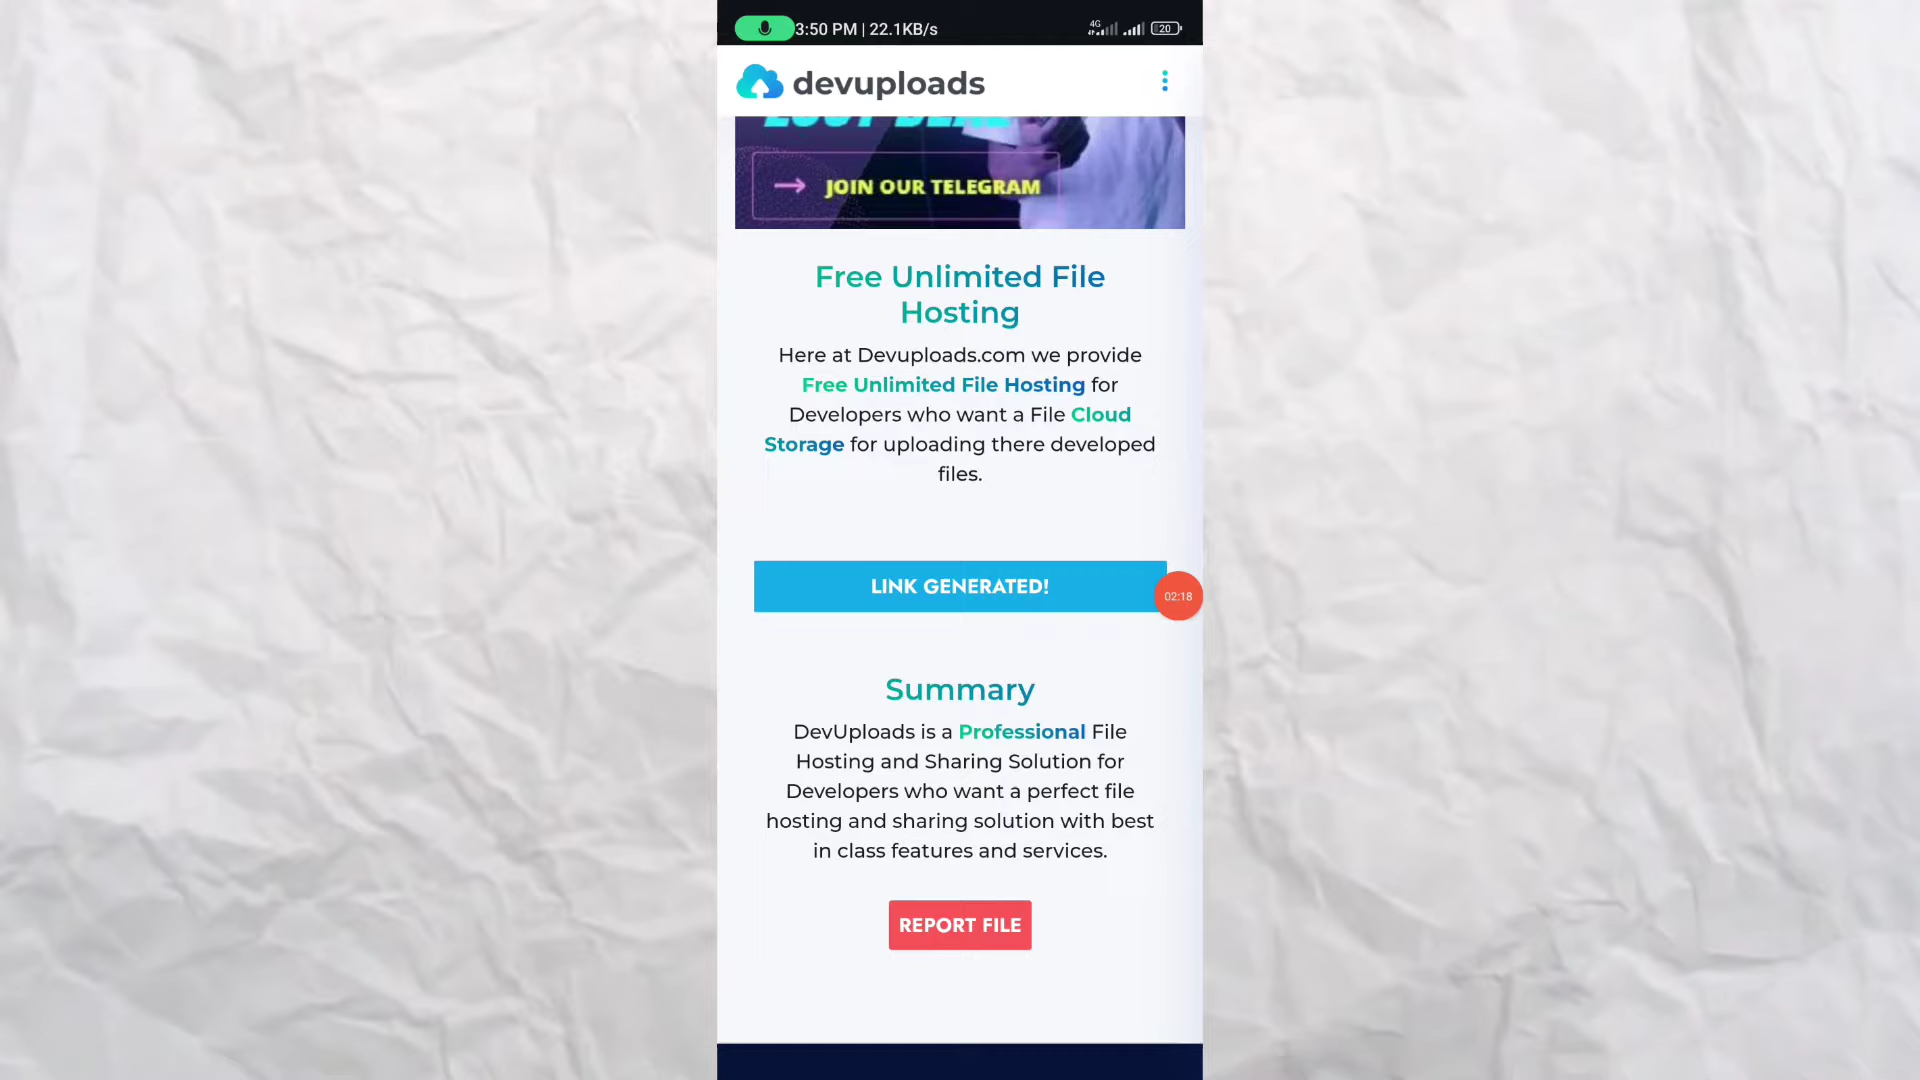 3:50 PM | 22.1KB/s
4G
20
devuploads
JOIN OUR TELEGRAM
Free Unlimited File
Hosting
Here at Devuploads.com we provide
Free Unlimited File Hosting for
Developers who want a File Cloud
Storage for uploading there developed
files.
LINK GENERATED!
02:18
Summary
DevUploads is a Professional File
Hosting and Sharing Solution for
Developers who want a perfect file
hosting and sharing solution with best
in class features and services.
REPORT FILE